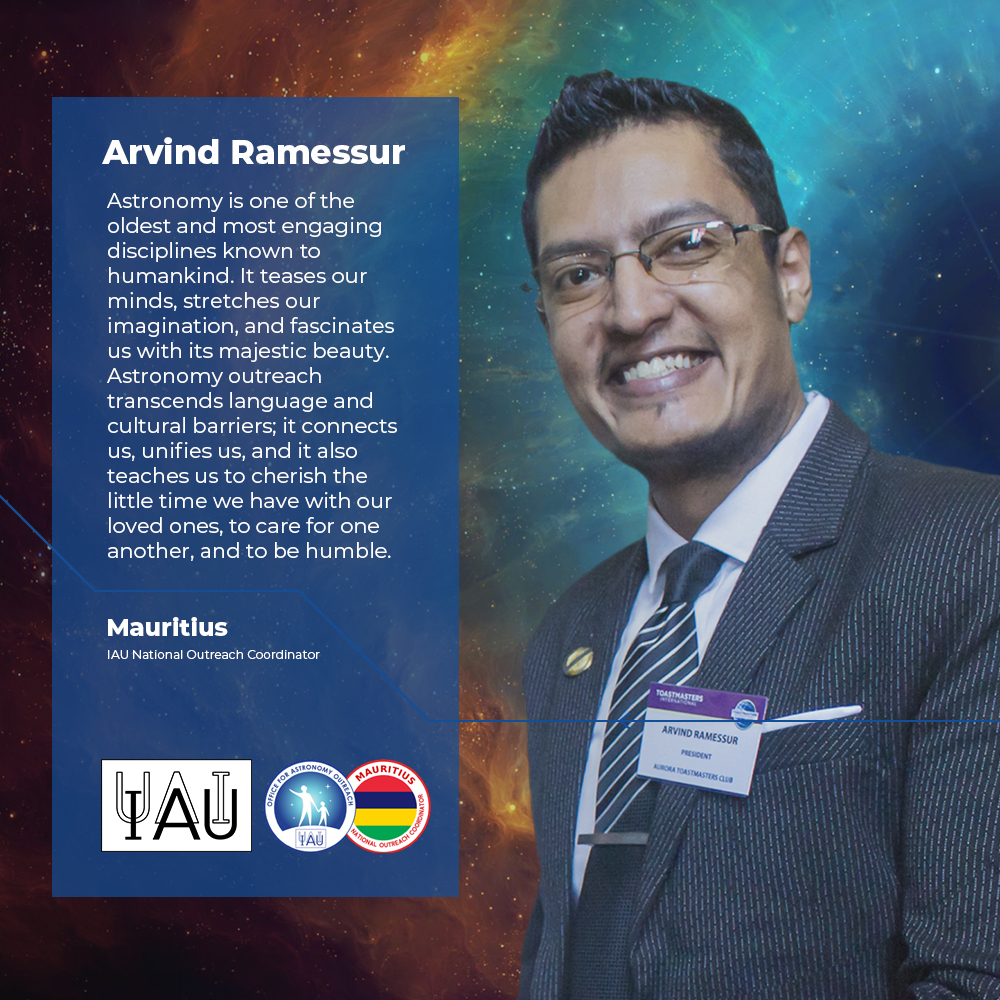 Arvind Ramessur
Astronomy is one of the
oldest and most engaging
disciplines known to
humankind. It teases our
minds, stretches our
imagination, and fascinates
us with its majestic beauty.
Astronomy outreach
transcends language and
cultural barriers; it connects
us, unifies us, and it also
teaches us to cherish the
little time we have with our
loved ones, to care for one
another, and to be humble.
Mauritius
IAU National Outreach Coordinator
IAU
OFFICE FOR ASTRONOMY OUTREACH
IAU
MAURITIUS
NATIONAL OUTREACH COORDINATOR
TOASTMASTERS
INTERNATIONAL
ARVIND RAMESSUR
PRESIDENT
AURORA TOASTMASTERS CLUB